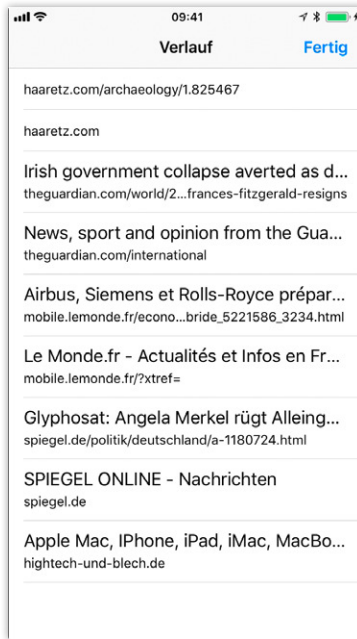 09:41
Verlauf
Fertig
haaretz.com/archaeology/1.825467
haaretz.com
Irish government collapse averted as d...
theguardian.com/world/2...frances-fitzgerald-resigns
News, sport and opinion from the Gua...
theguardian.com/international
Airbus, Siemens et Rolls-Royce prépar...
mobile.lemonde.fr/econo...bride_5221586_3234.html
Le Monde.fr - Actualités et Infos en Fr...
mobile.lemonde.fr/?xtref=
Glyphosat: Angela Merkel rügt Alleing...
spiegel.de/politik/deutschland/a-1180724.html
SPIEGEL ONLINE - Nachrichten
spiegel.de
Apple Mac, IPhone, iPad, iMac, MacBo...
hightech-und-blech.de